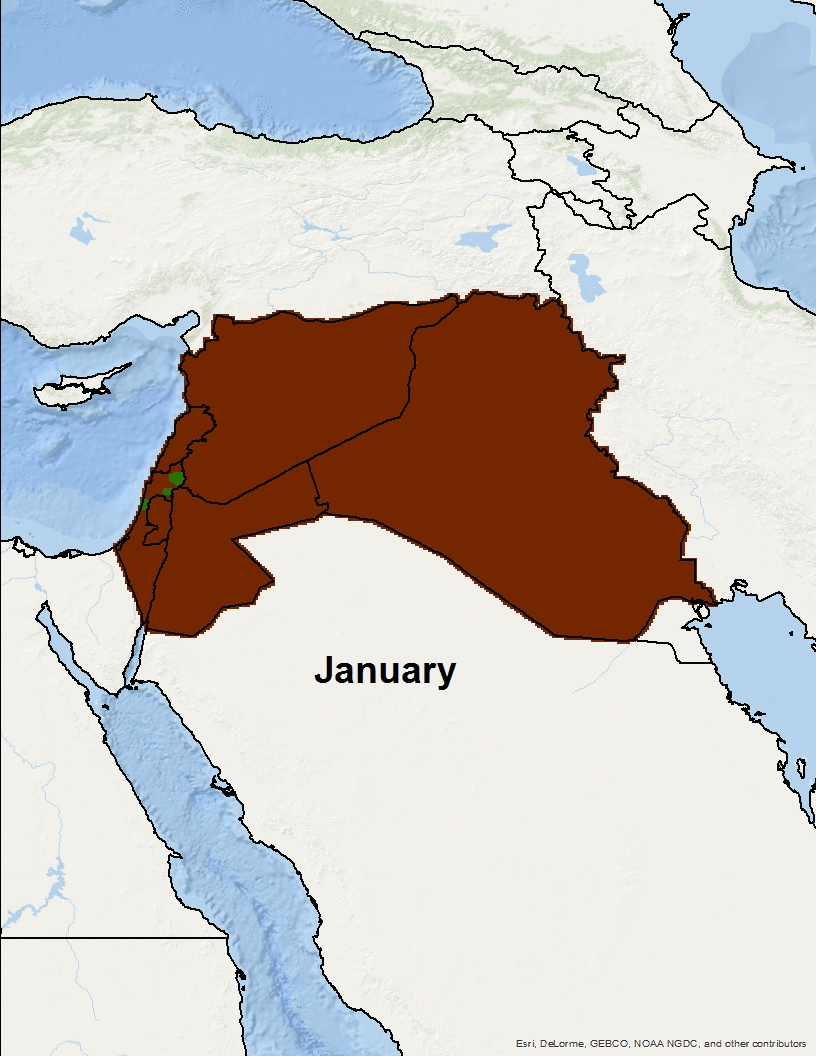 January
Esri, DeLorme, GEBCO, NOAA NGDC, and other contributors